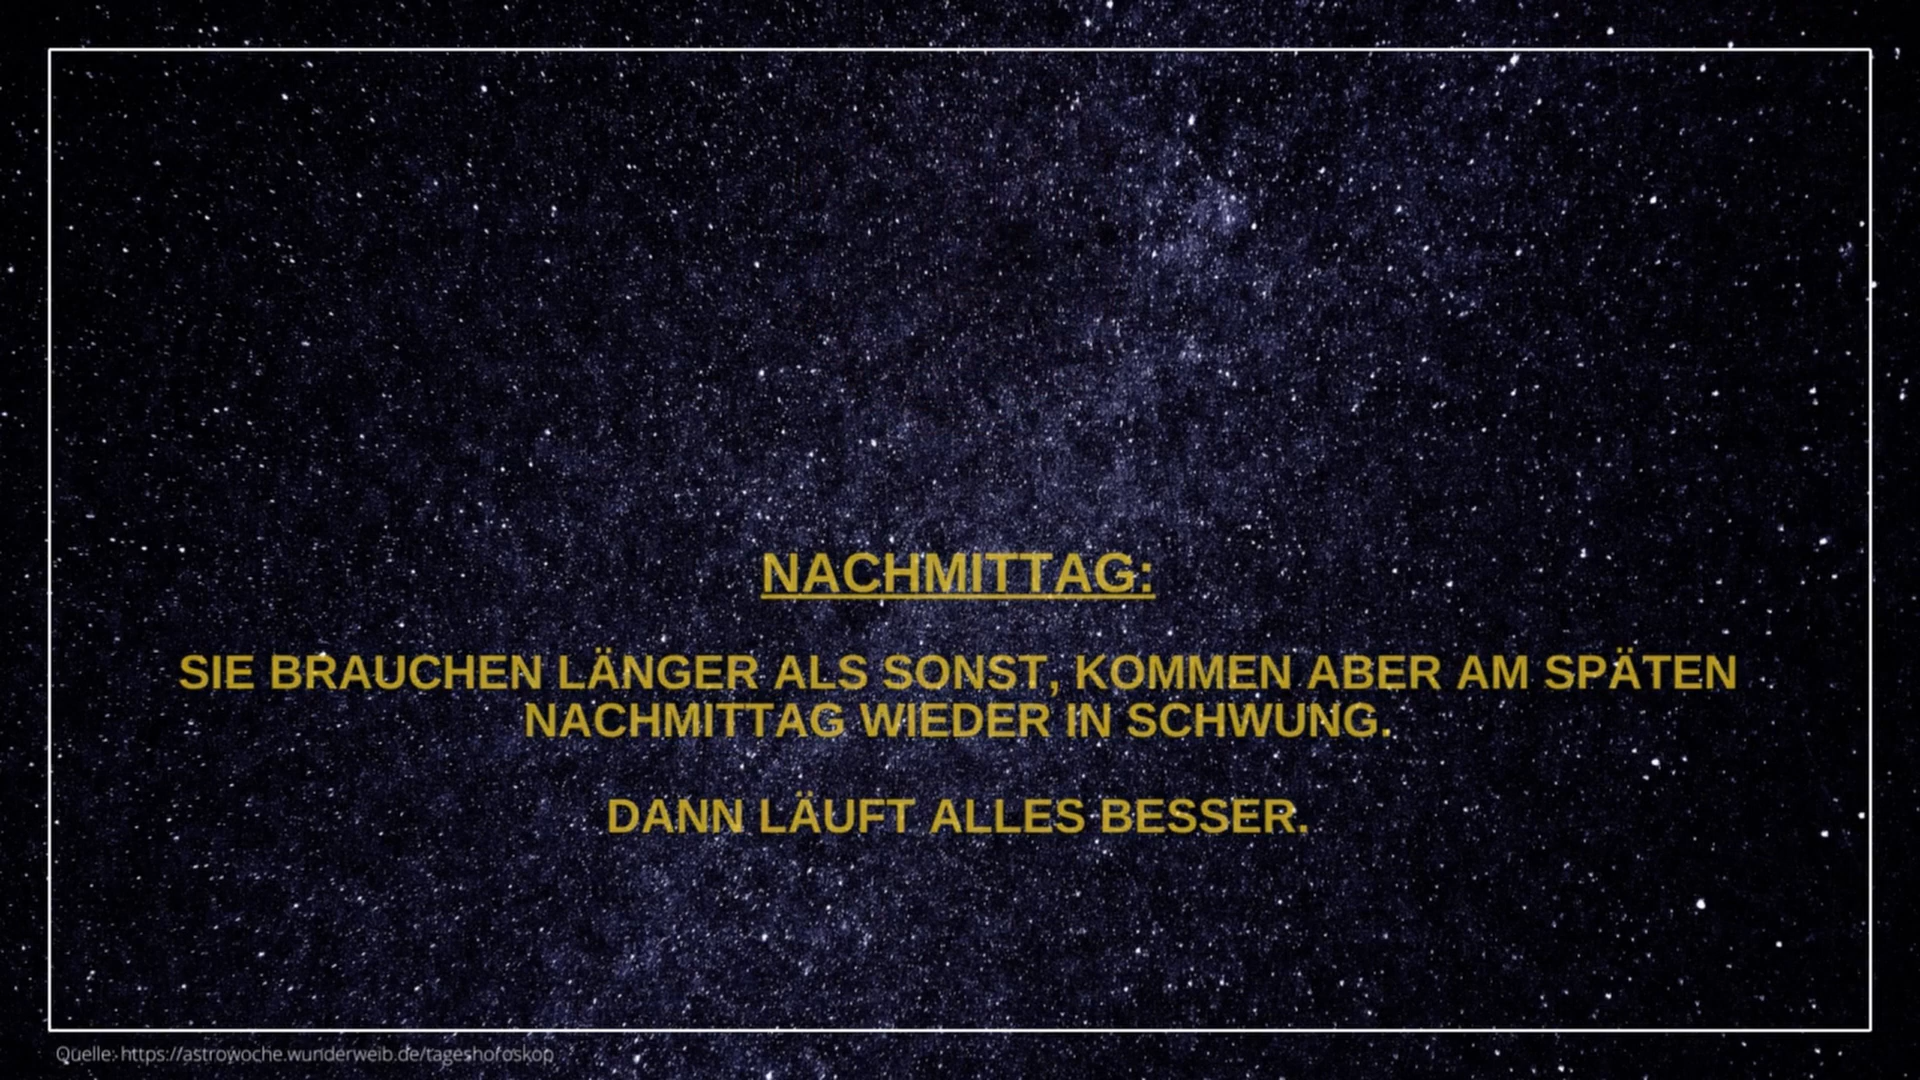 NACHMITTAG:
SIE BRAUCHEN LÄNGER ALS SONST, KOMMEN ABER AM SPÄTEN
NACHMITTAG WIEDER IN SCHWUNG.
DANN LÄUFT ALLES BESSER.
Quelle: https://astrowoche.wunderweib.de/tageshoroskop